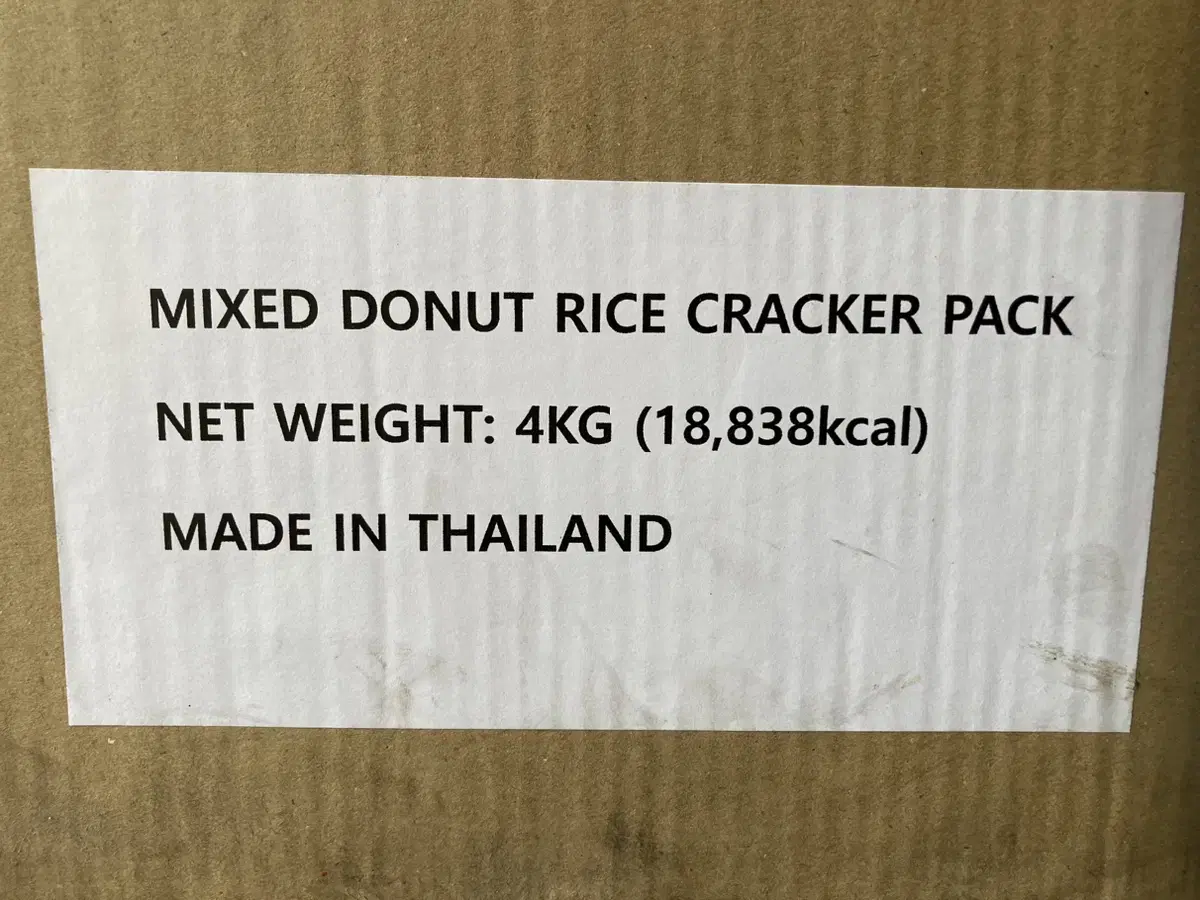 MIXED DONUT RICE CRACKER PACK
NET WEIGHT: 4KG (18,838kcal)
MADE IN THAILAND